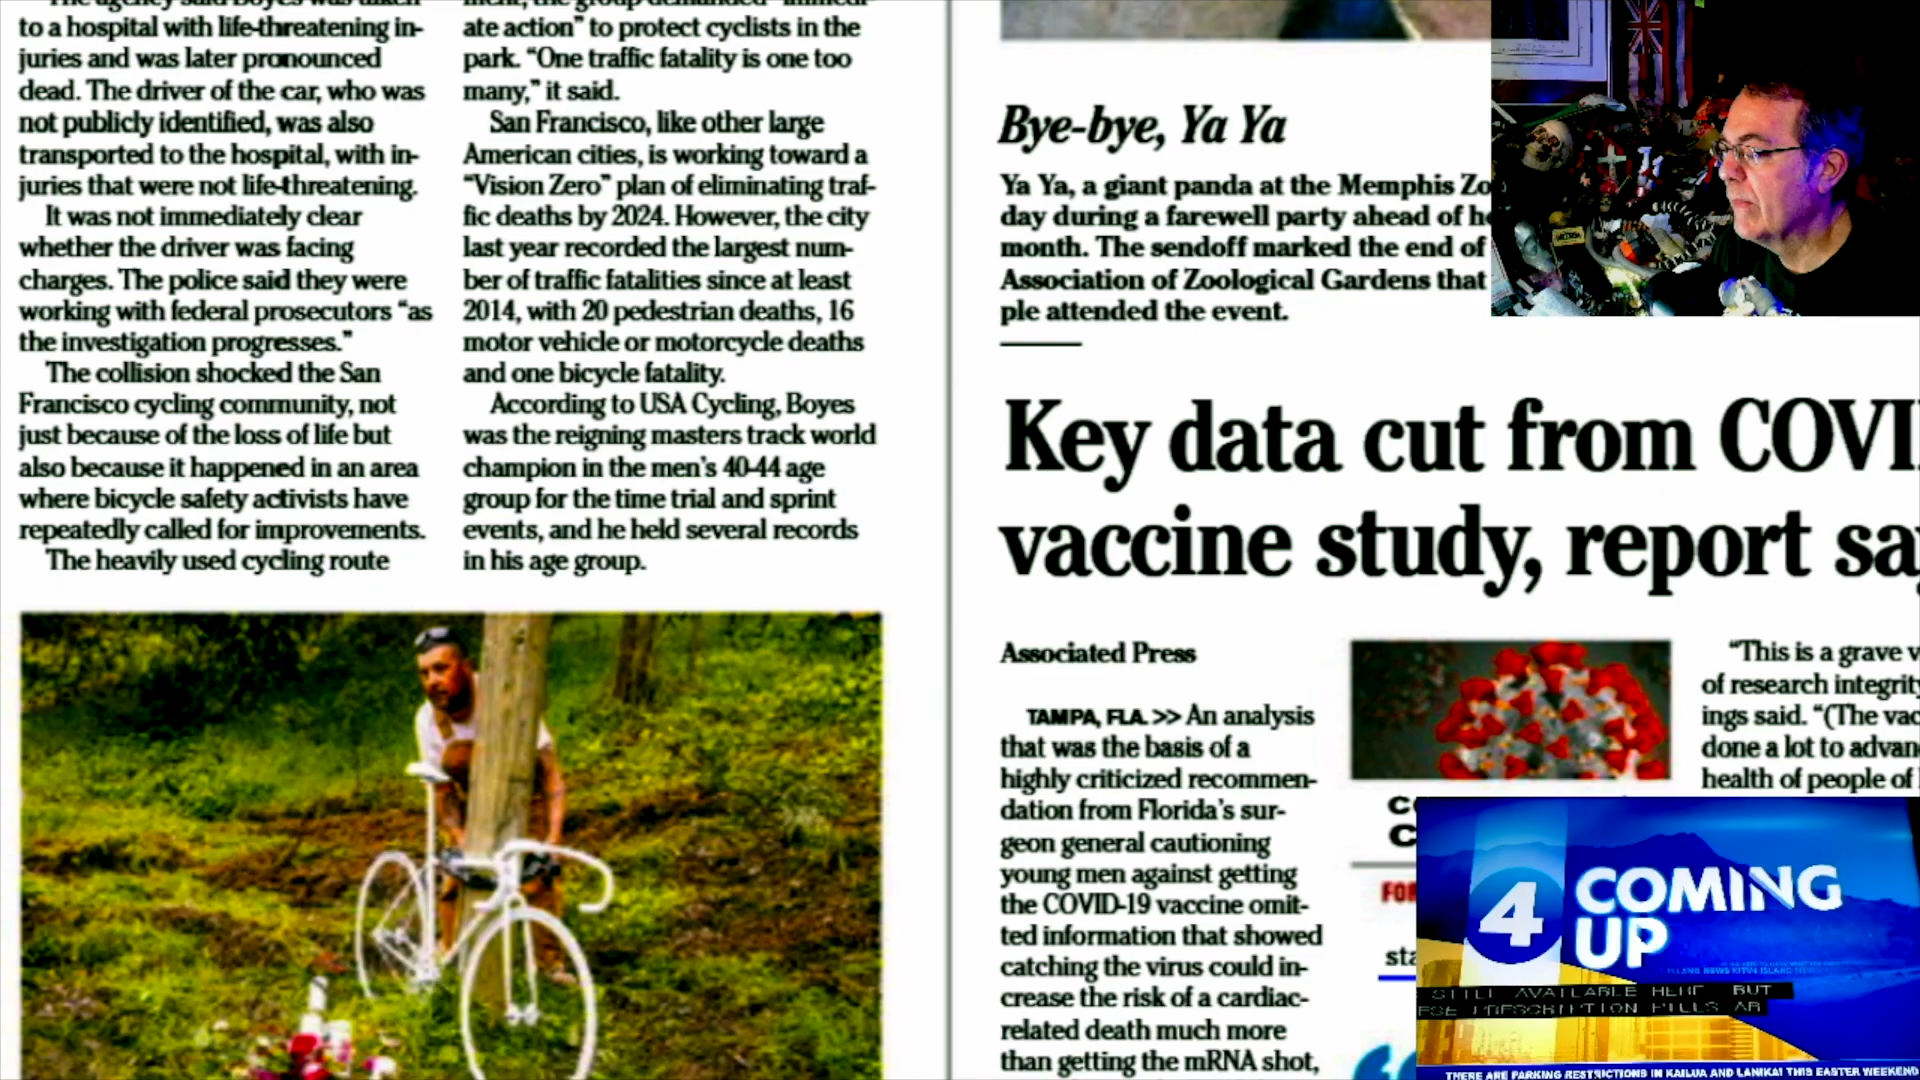 to a hospital with life-threatening in-
juries and was later pronounced
dead. The driver of the car, who was
not publicly identified, was also
transported to the hospital, with in-
juries that were not life-threatening.
It was not immediately clear
whether the driver was facing
charges. The police said they were
working with federal prosecutors “as
the investigation progresses.”
The collision shocked the San
Francisco cycling community, not
just because of the loss of life but
also because it happened in an area
where bicycle safety activists have
repeatedly called for improvements.
The heavily used cycling route
ate action” to protect cyclists in the
park. “One traffic fatality is one too
many,” it said.
San Francisco, like other large
American cities, is working toward a
“Vision Zero” plan of eliminating traf-
fic deaths by 2024. However, the city
last year recorded the largest num-
ber of traffic fatalities since at least
2014, with 20 pedestrian deaths, 16
motor vehicle or motorcycle deaths
and one bicycle fatality.
According to USA Cycling, Boyes
was the reigning masters track world
champion in the men’s 40-44 age
group for the time trial and sprint
events, and he held several records
in his age group.
Bye-bye, Ya Ya
Ya Ya, a giant panda at the Memphis Zo
day during a farewell party ahead of he
month. The sendoff marked the end of
Association of Zoological Gardens that
ple attended the event.
Key data cut from COVI
vaccine study, report say
Associated Press
TAMPA, FLA. >> An analysis
that was the basis of a
highly criticized recommen-
dation from Florida’s sur-
geon general cautioning
young men against getting
the COVID-19 vaccine omit-
ted information that showed
catching the virus could in-
crease the risk of a cardiac-
related death much more
than getting the mRNA shot,
FOR
sta
“This is a grave v
of research integrity
ings said. “(The vac
done a lot to advan
health of people of
4 COMING
UP
STILL AVAILABLE HERE BUT
PRESCRIPTION PILLS AR
THERE ARE PARKING RESTRICTIONS IN KAILUA AND LANIKAI THIS EASTER WEEKEND